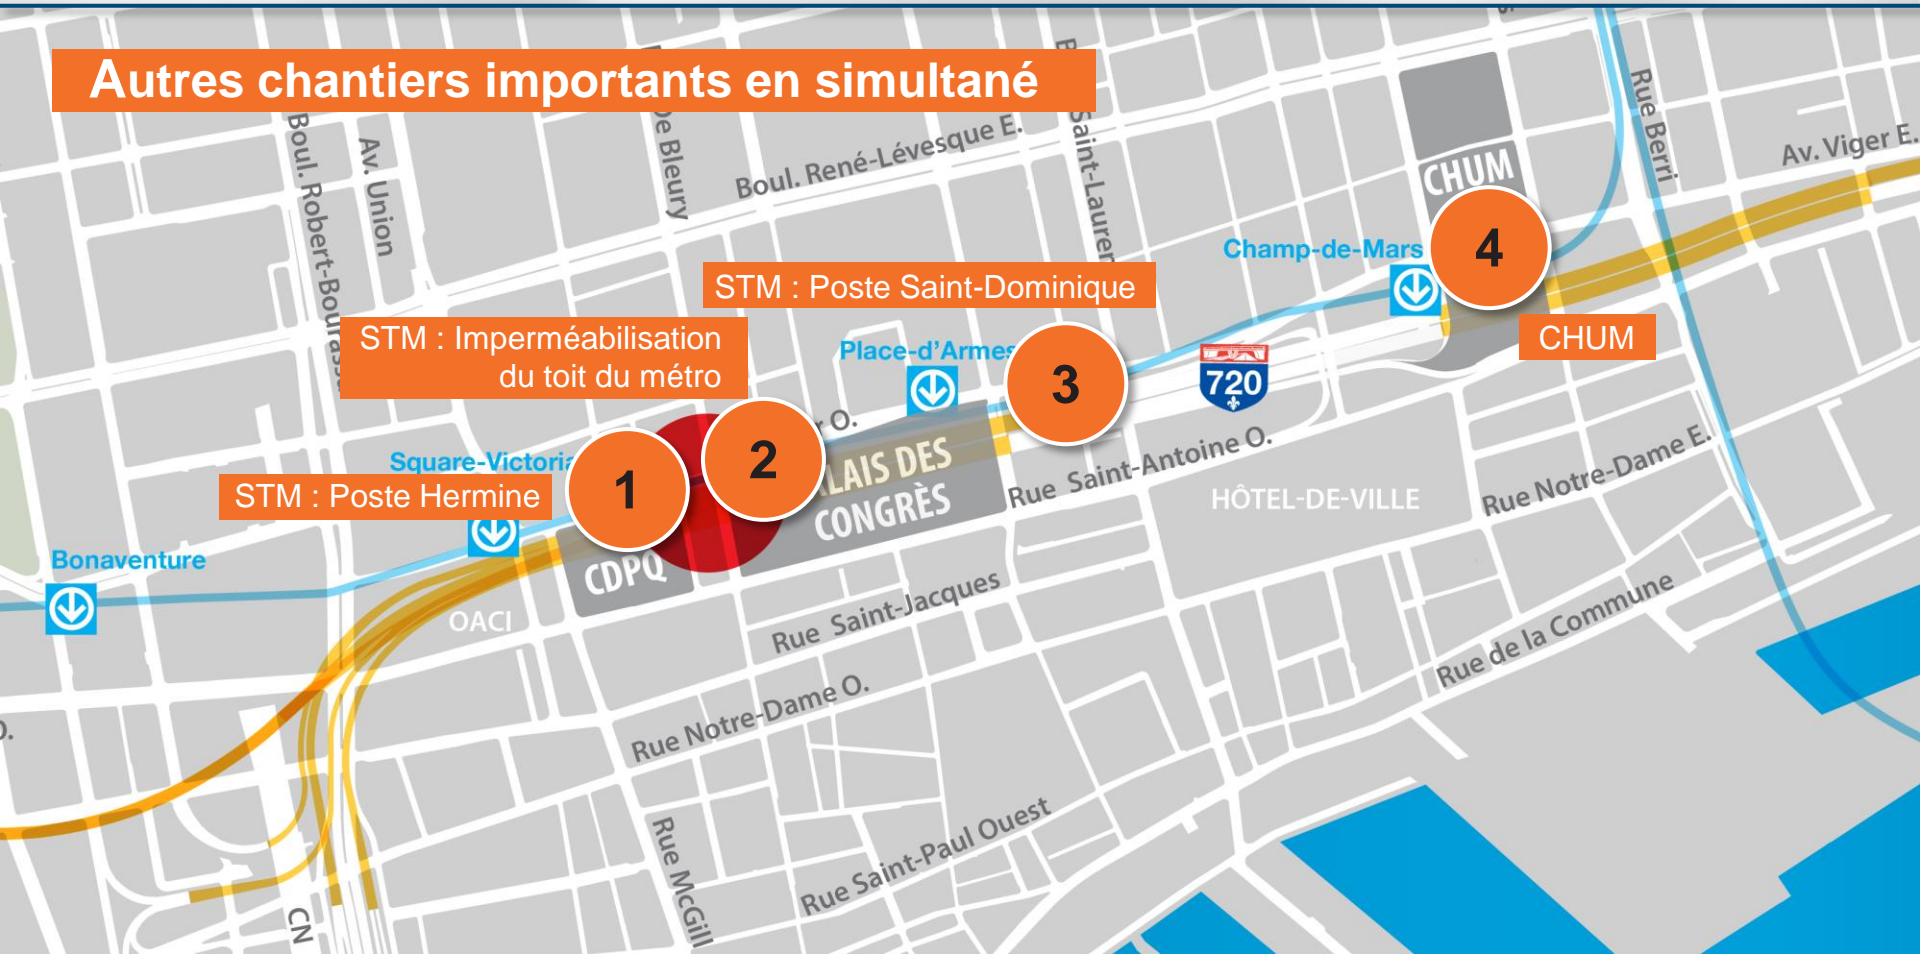 Autres chantiers importants en simultané
Boul. Robert-Bourassa
Av. Union
De Bleury
Boul. René-Lévesque E.
Saint-Laurent
CHUM
Rue Berri
Av. Viger E.
Champ-de-Mars
4
STM : Poste Saint-Dominique
STM : Imperméabilisation
du toit du métro
Place-d'Armes
3
720
CHUM
O.
2
Square-Victoria
1
STM : Poste Hermine
LAIS DES
CONGRÈS
Rue Saint-Antoine O.
HÔTEL-DE-VILLE
Rue Notre-Dame E.
Bonaventure
CDPQ
OACI
Rue Saint-Jacques
Rue de la Commune
Rue Notre-Dame O.
Rue McGill
Rue Saint-Paul Ouest
CN